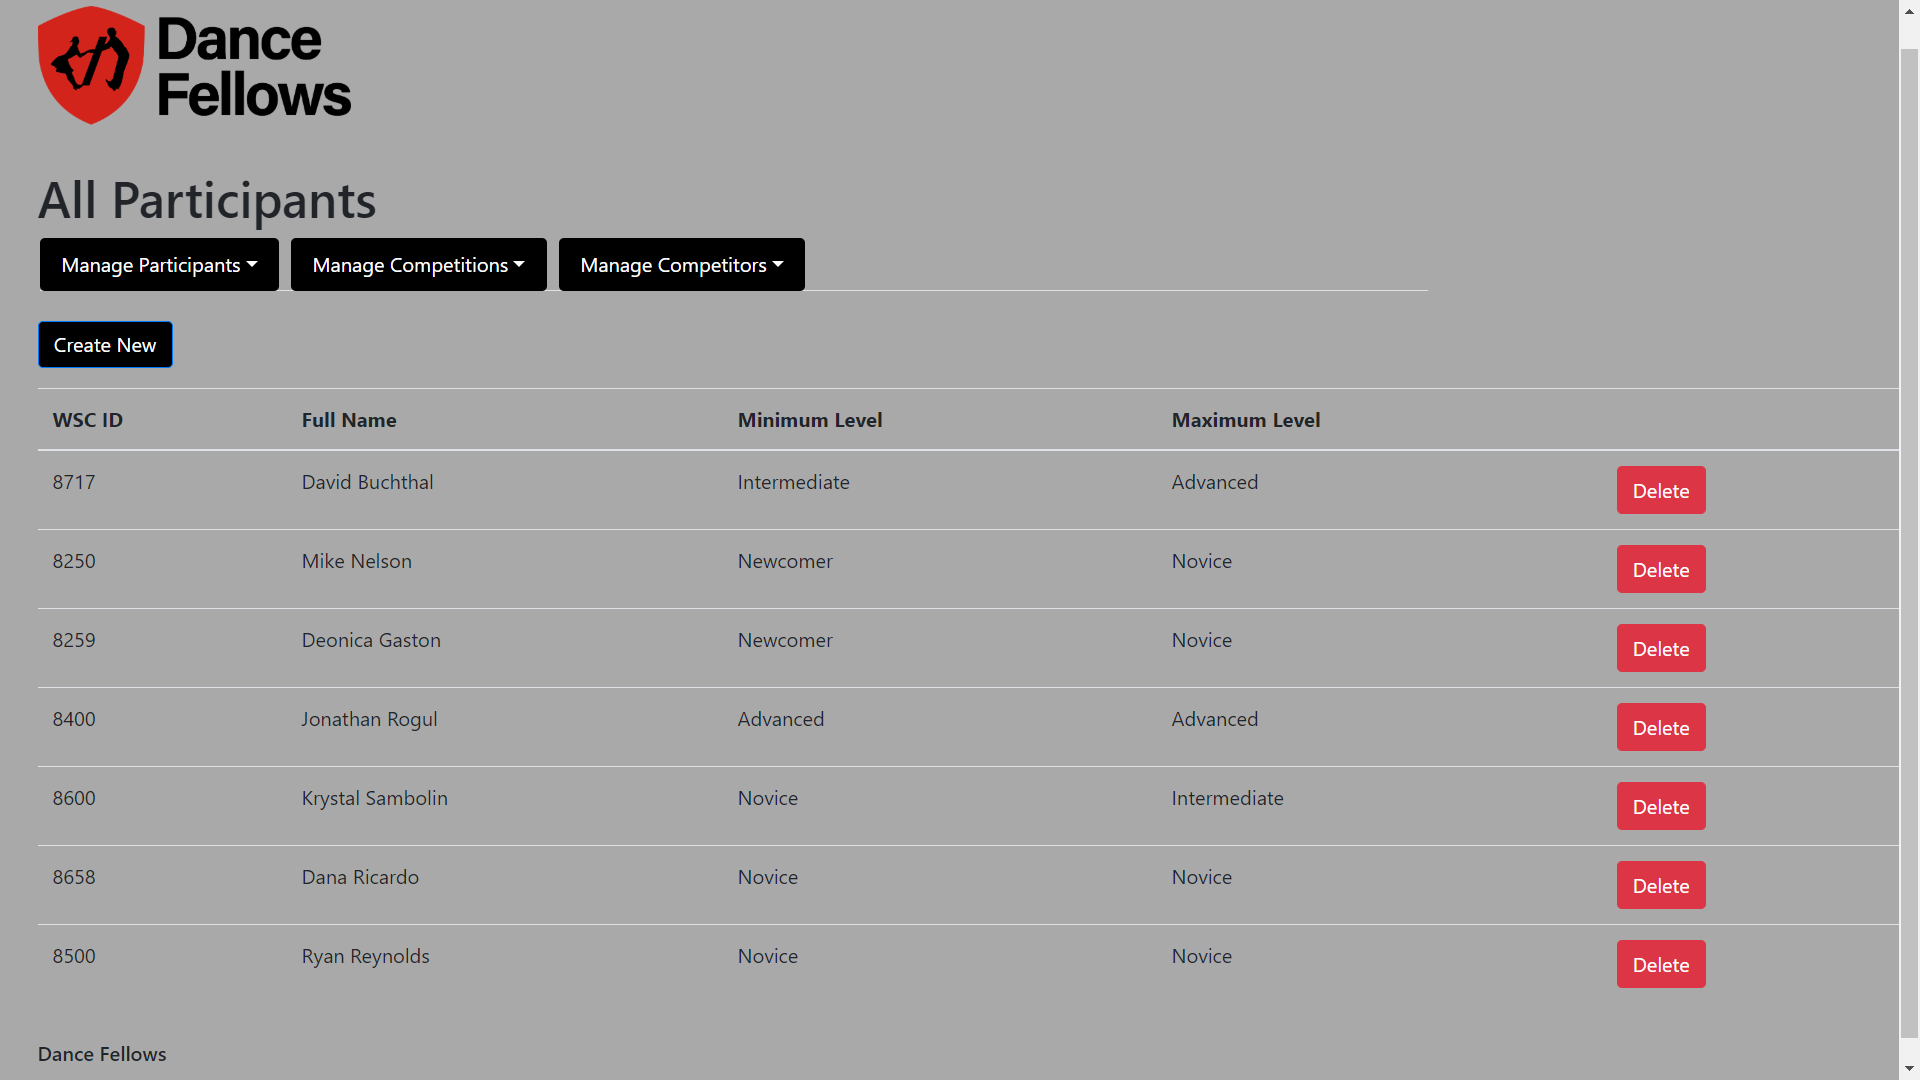 Dance
Fellows
All Participants
Manage Participants Manage Competitions Manage Competitors
Create New
WSC ID Full Name Minimum Level Maximum Level
8717 David Buchthal Intermediate Advanced Delete
8250 Mike Nelson Newcomer Novice Delete
8259 Deonica Gaston Newcomer Novice Delete
8400 Jonathan Rogul Advanced Advanced Delete
8600 Krystal Sambolin Novice Intermediate Delete
8658 Dana Ricardo Novice Novice Delete
8500 Ryan Reynolds Novice Novice Delete
Dance Fellows